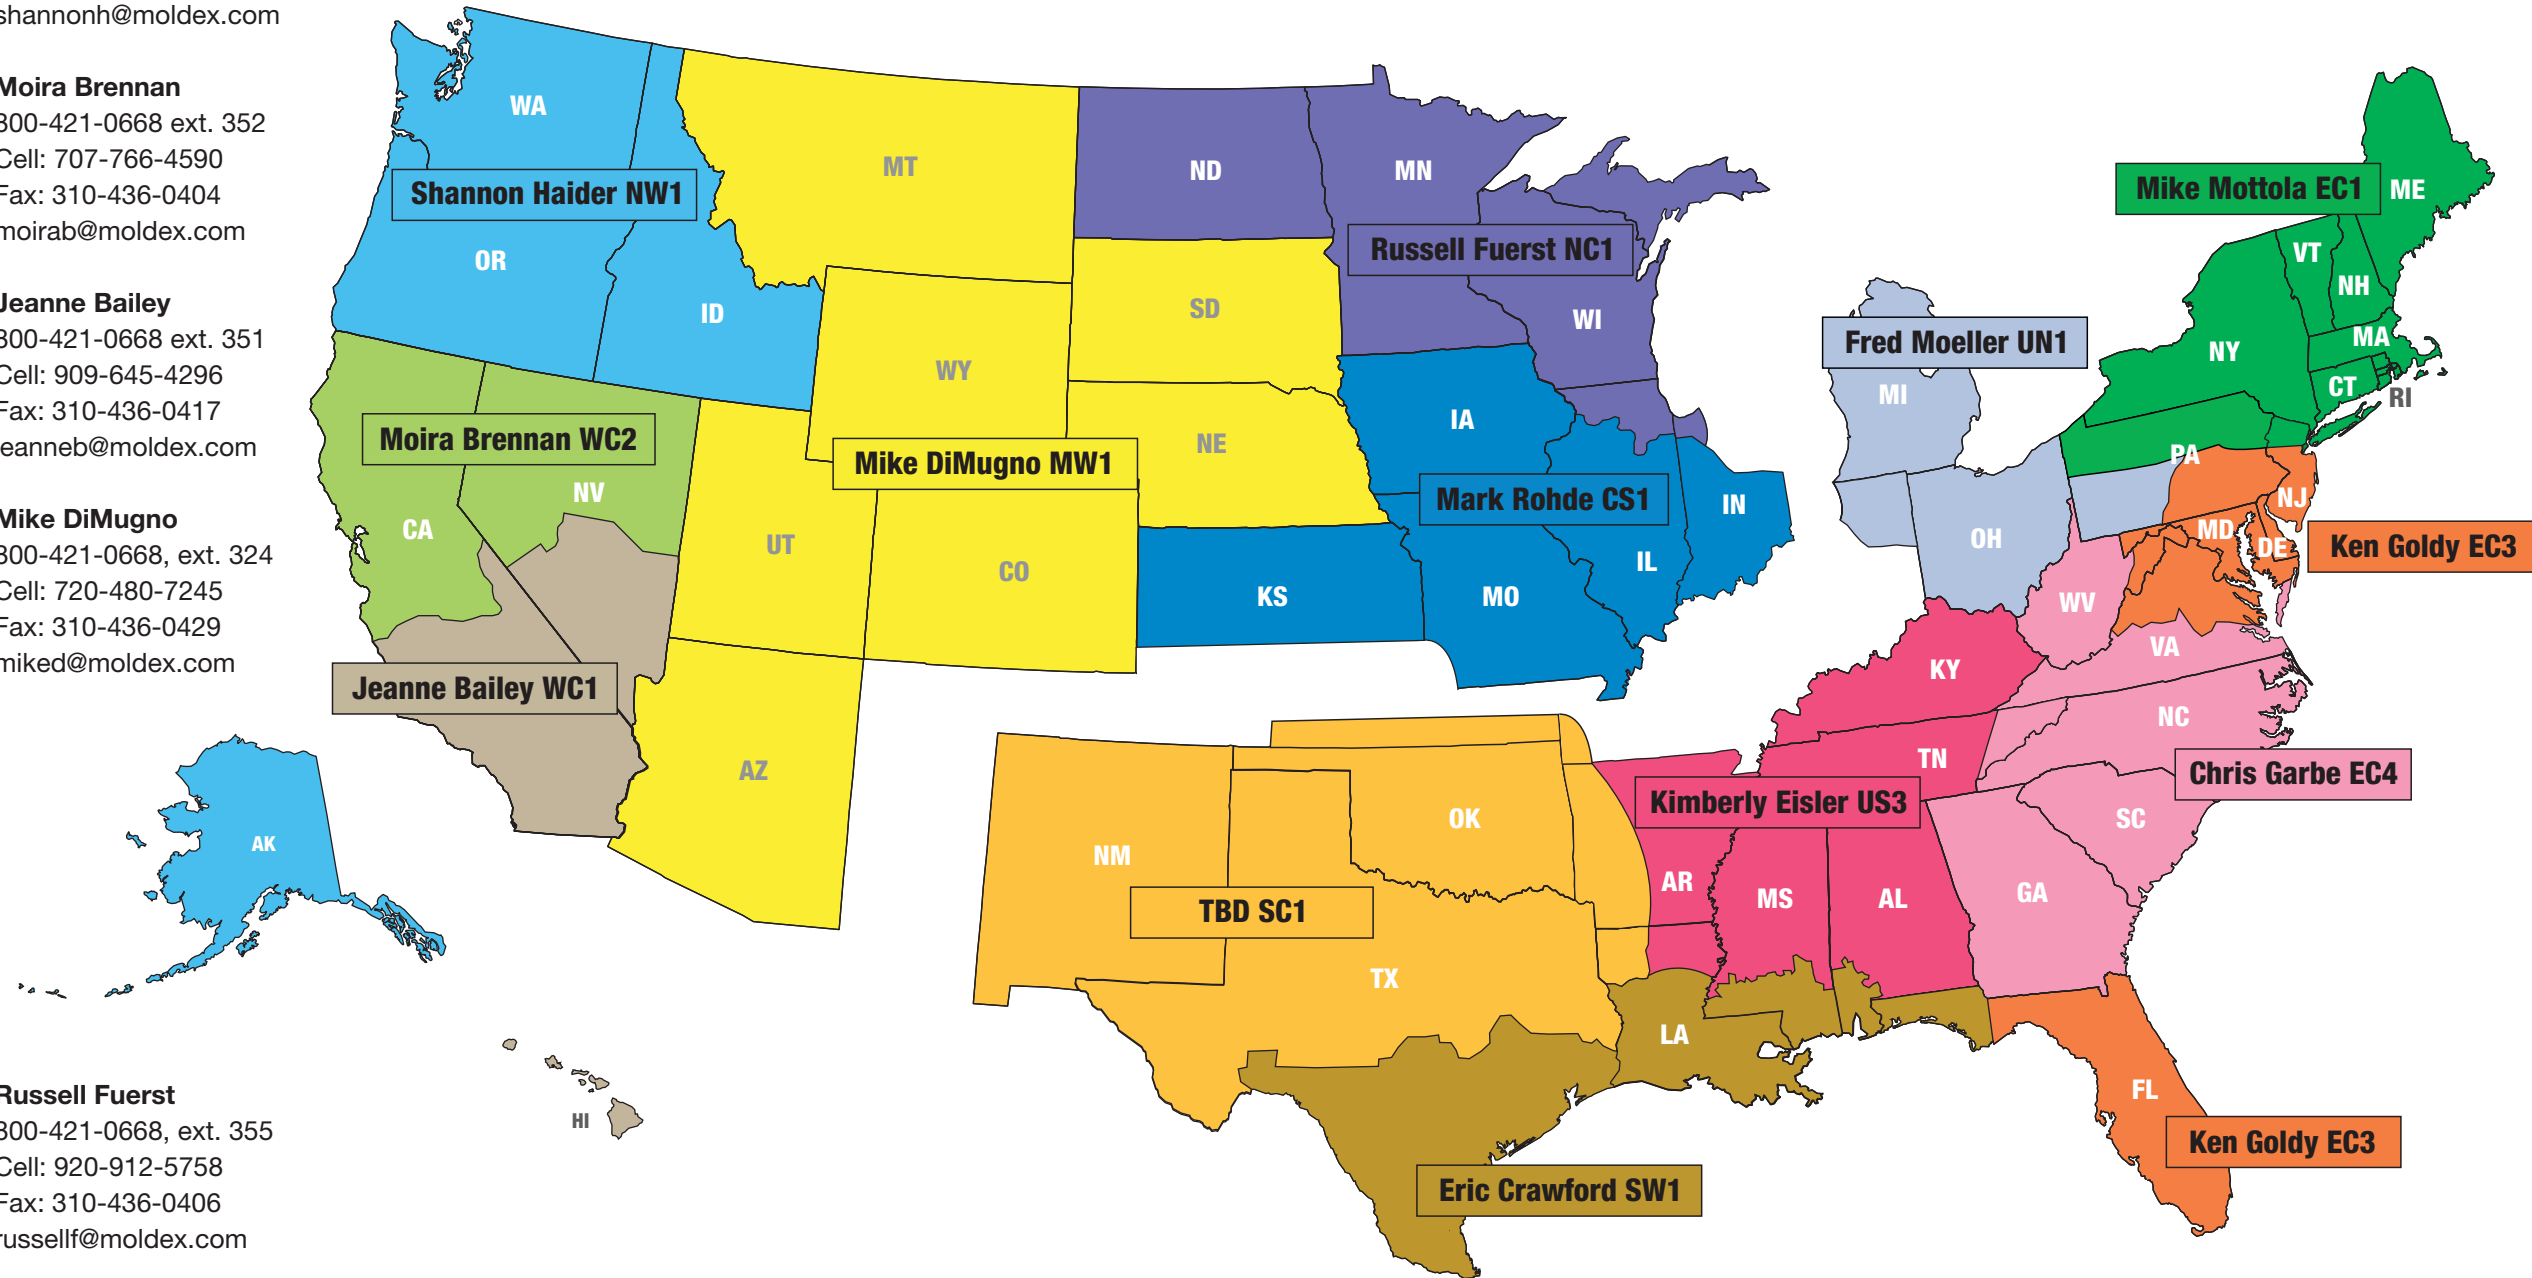 shannonh@moldex.com
Moira Brennan
800-421-0668 ext. 352
Cell: 707-766-4590
Fax: 310-436-0404
moirab@moldex.com
Jeanne Bailey
800-421-0668 ext. 351
Cell: 909-645-4296
Fax: 310-436-0417
jeanneb@moldex.com
Mike DiMugno
800-421-0668, ext. 324
Cell: 720-480-7245
Fax: 310-436-0429
miked@moldex.com
Russell Fuerst
800-421-0668, ext. 355
Cell: 920-912-5758
Fax: 310-436-0406
russellf@moldex.com
WA
Shannon Haider NW1
OR
ID
MT
WY
SD
NE
Mike DiMugno MW1
UT
CO
AZ
Moira Brennan WC2
NV
CA
Jeanne Bailey WC1
AK
HI
ND
MN
Russell Fuerst NC1
WI
IA
Mark Rohde CS1
IN
IL
KS
MO
Fred Moeller UN1
MI
OH
Mike Mottola EC1
ME
VT
NH
NY
MA
CT
RI
PA
NJ
MD
DE
Ken Goldy EC3
WV
VA
NC
Chris Garbe EC4
SC
GA
KY
TN
Kimberly Eisler US3
AR
MS
AL
NM
OK
TBD SC1
TX
LA
Eric Crawford SW1
FL
Ken Goldy EC3